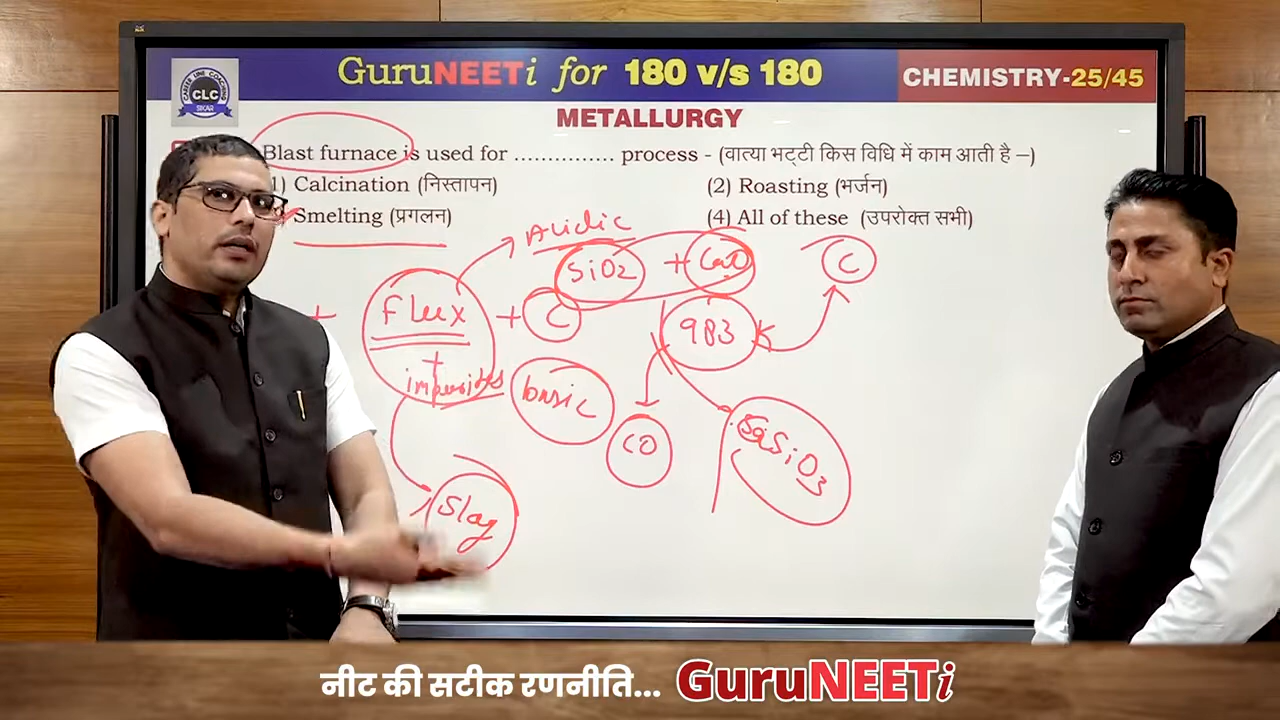 GuruNEETi for 180 v/s 180
CHEMISTRY-25/45
CLC
SIKAR
METALLURGY
Blast furnace is used for ............... process - (वात्या भट्टी किस विधि में काम आती है –)
1) Calcination (निस्तापन)
(2) Roasting (भर्जन)
Smelting (प्रगलन)
(4) All of these (उपरोक्त सभी)
Acidic
SiO2 + CaO
C
+ flux + C
983 K
+
impurities
basic
CO
SiO3
Slag
नीट की सटीक रणनीति... GuruNEETi